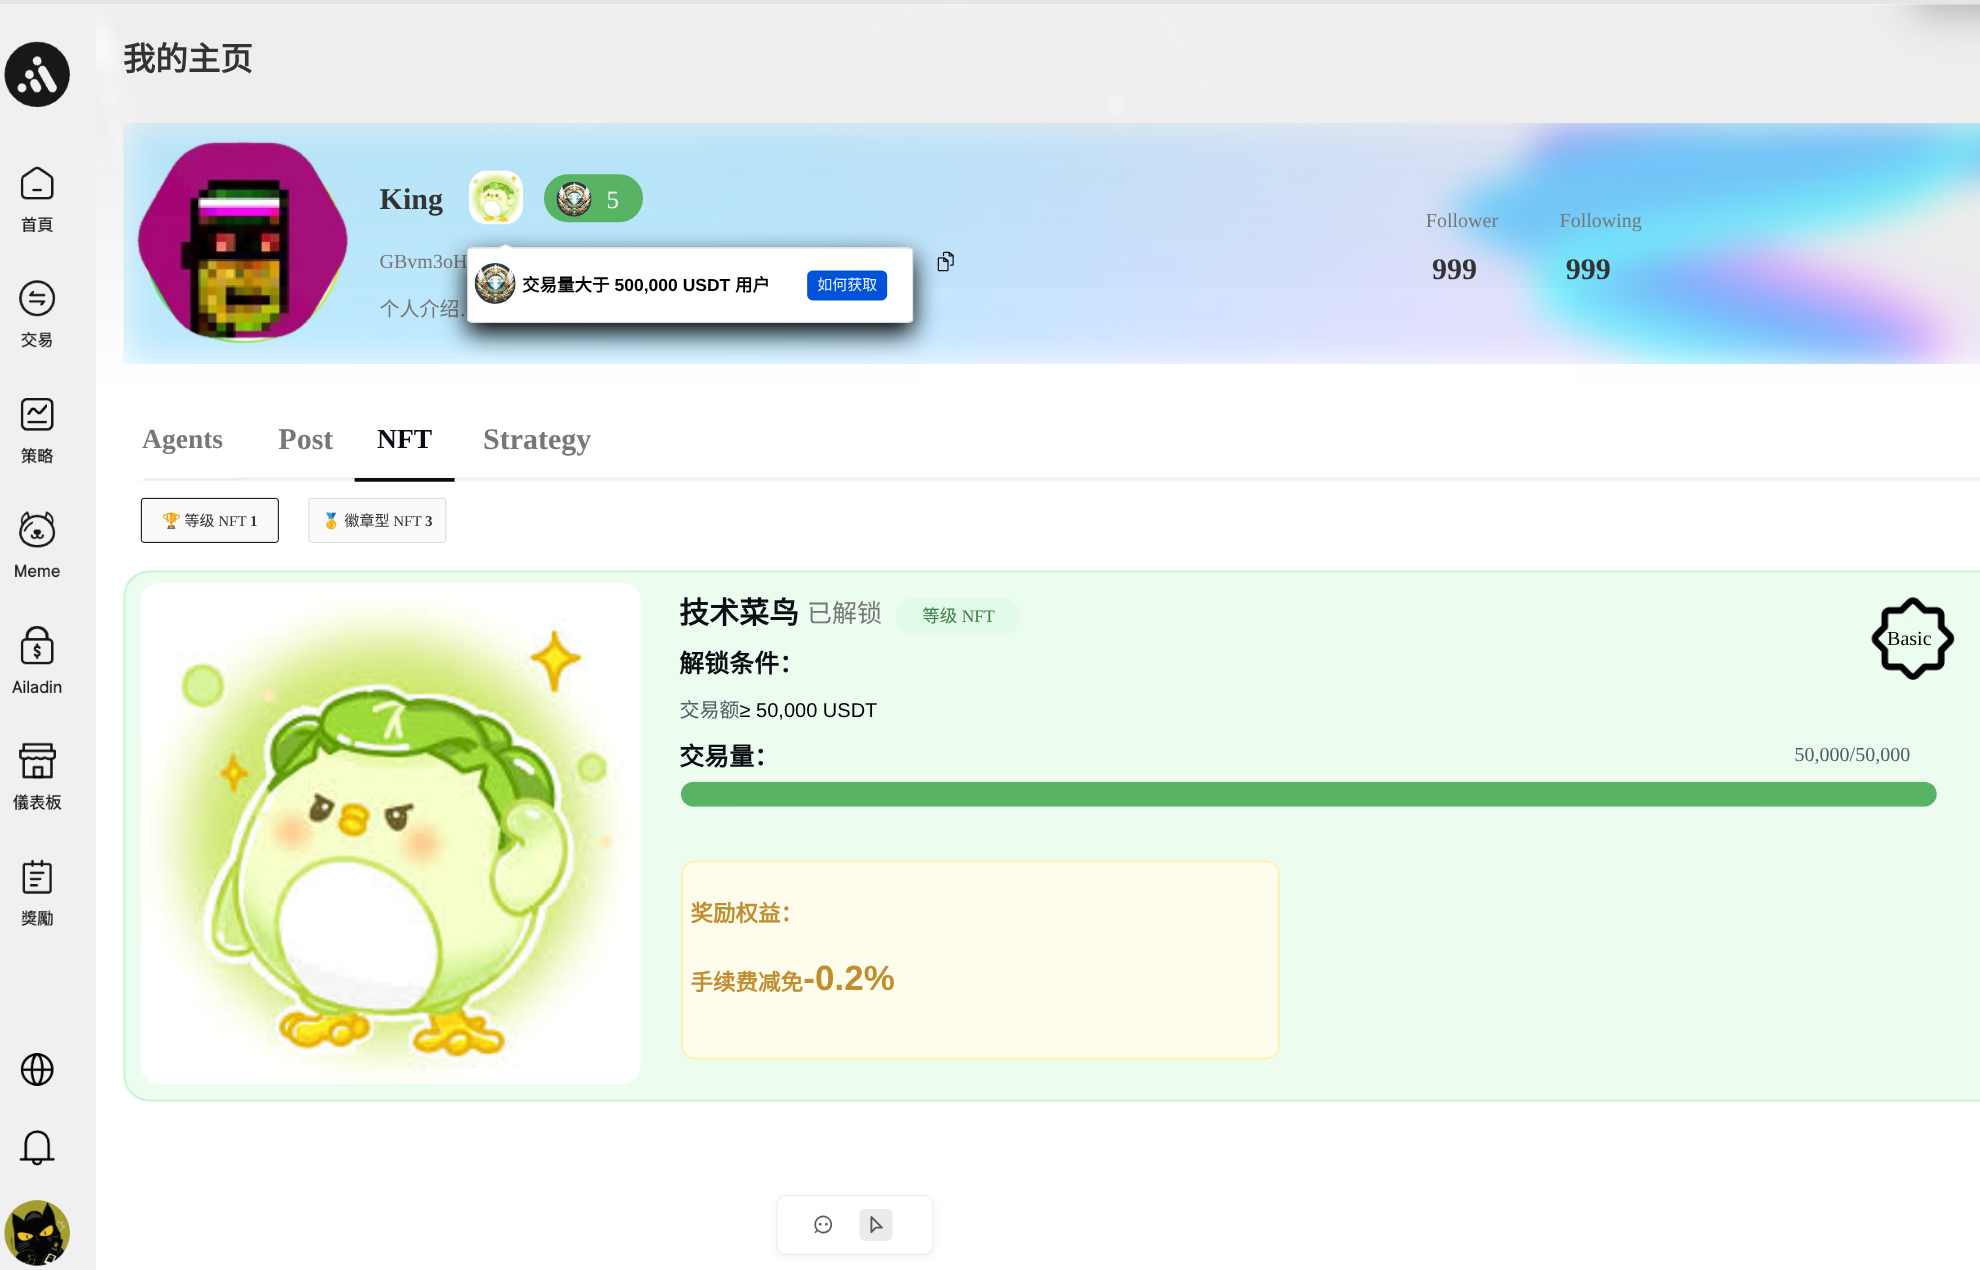 我的主页
首頁
交易
策略
Meme
Ailadin
儀表板
獎勵
King
5
GBvm3oH
个人介绍.
交易量大于 500,000 USDT 用户
如何获取
Follower
Following
999
999
Agents
Post
NFT
Strategy
等级 NFT 1
徽章型 NFT 3
技术菜鸟 已解锁
等级 NFT
Basic
解锁条件：
交易额≥ 50,000 USDT
交易量：
50,000/50,000
奖励权益：
手续费减免-0.2%